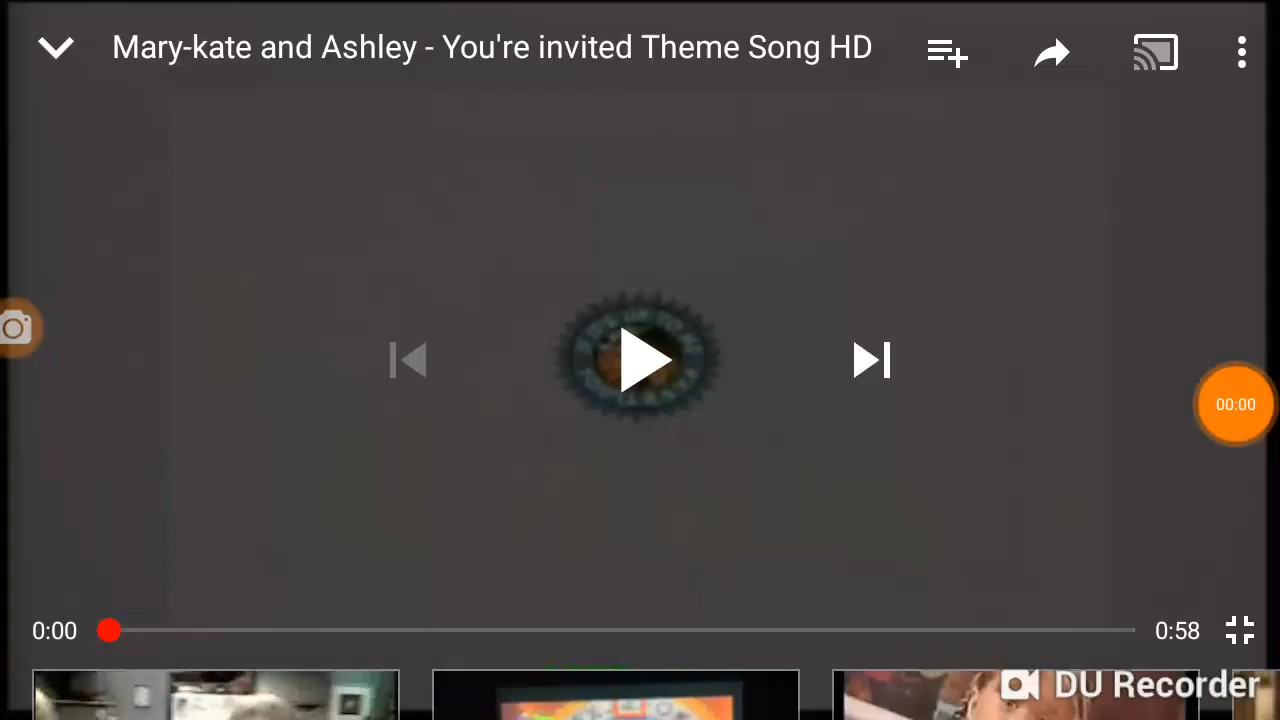 Mary-kate and Ashley - You're invited Theme Song HD
00:00
0:00
0:58
DU Recorder